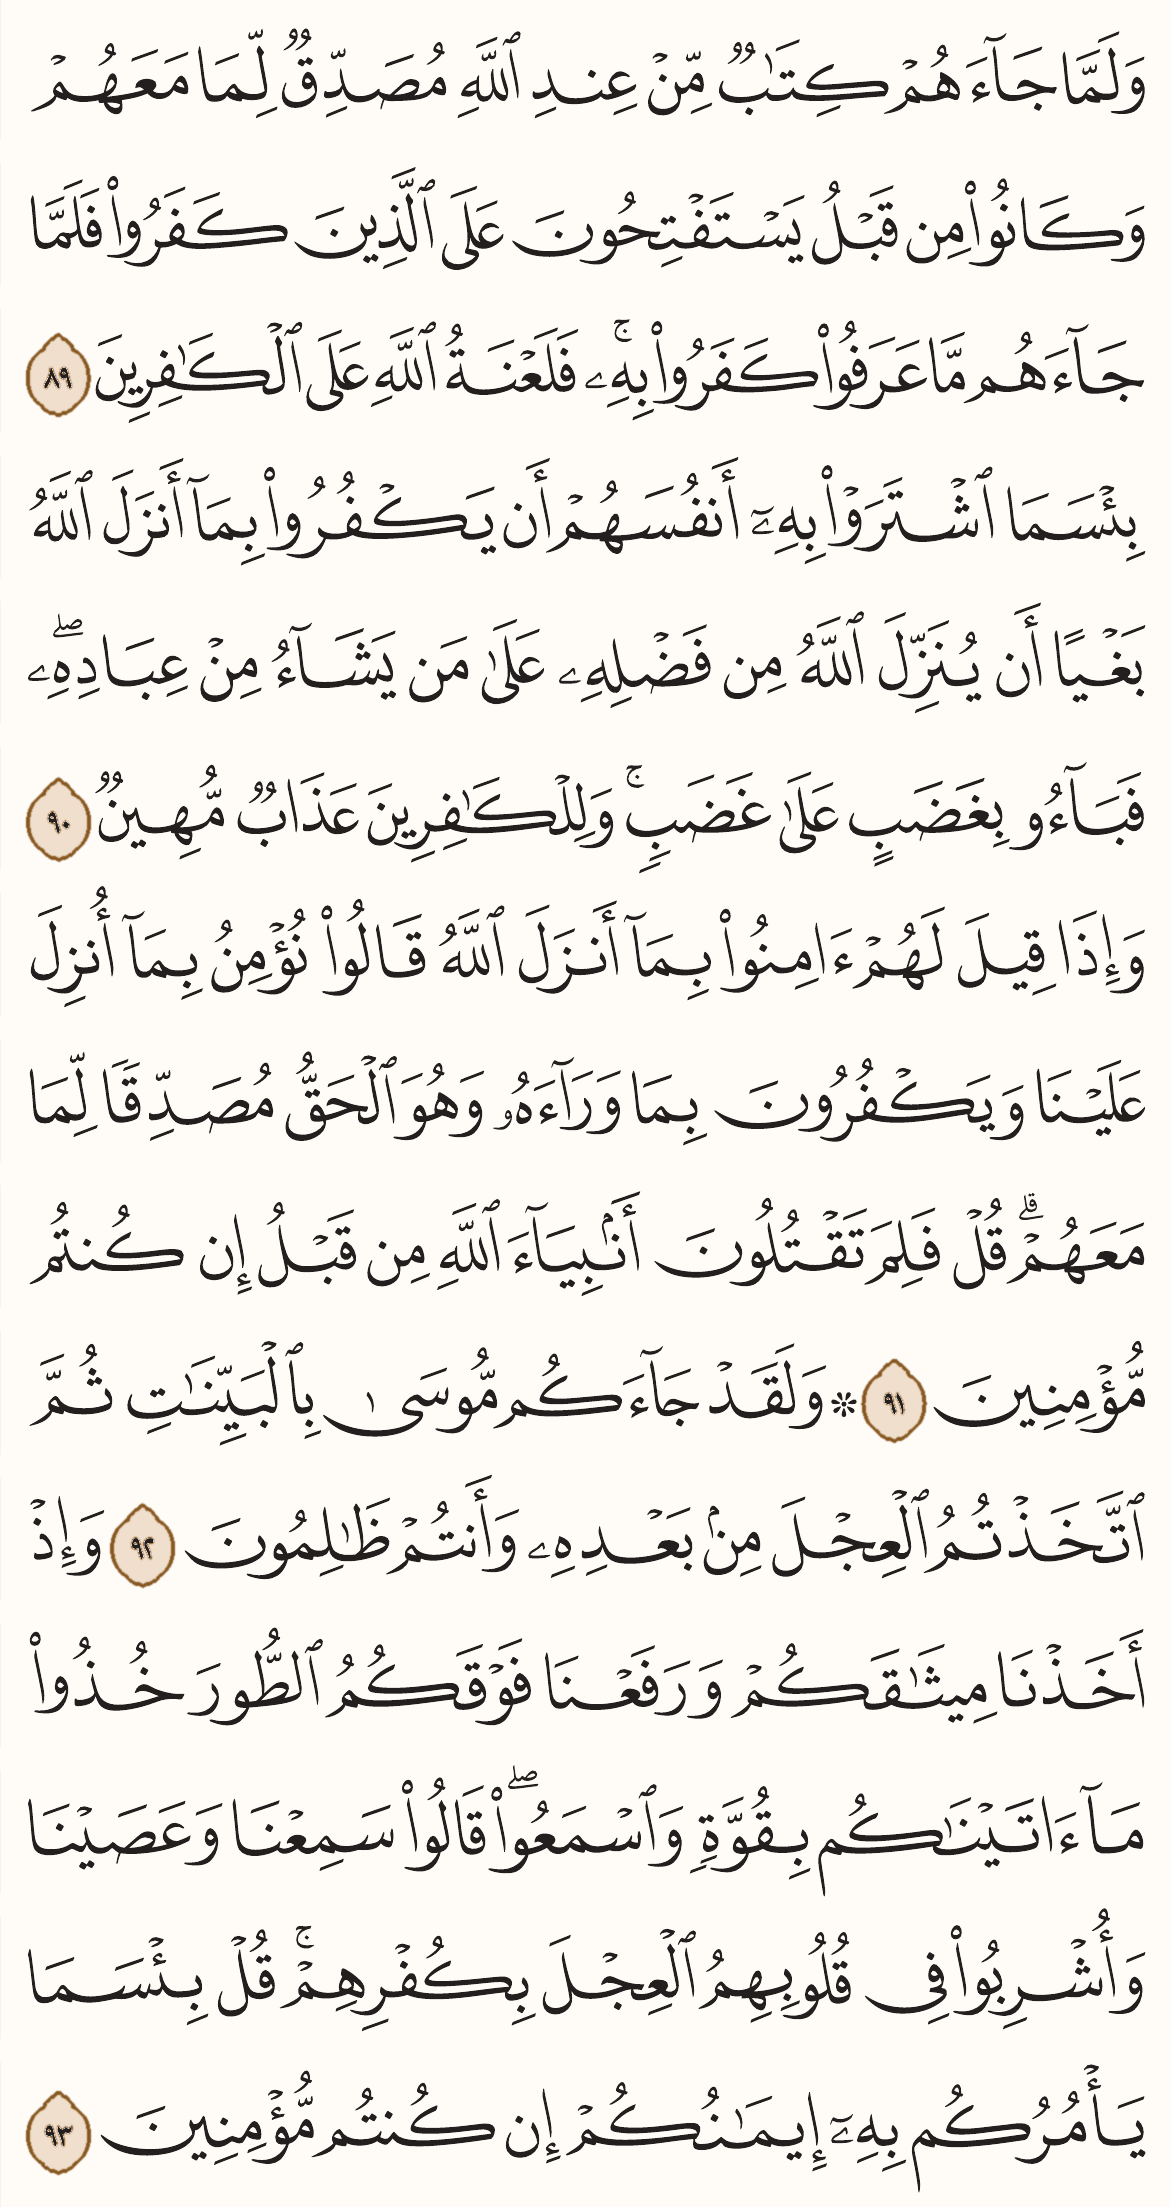 وَلَمَّا جَآءَهُمْ كِتَٰبٌ مِّنْ عِندِ ٱللَّهِ مُصَدِّقٌ لِّمَا مَعَهُمْ
وَكَانُوا۟ مِن قَبْلُ يَسْتَفْتِحُونَ عَلَى ٱلَّذِينَ كَفَرُوا۟ فَلَمَّا
جَآءَهُم مَّا عَرَفُوا۟ كَفَرُوا۟ بِهِۦ ۚ فَلَعْنَةُ ٱللَّهِ عَلَى ٱلْكَٰفِرِينَ ٨٩
بِئْسَمَا ٱشْتَرَوْا۟ بِهِۦٓ أَنفُسَهُمْ أَن يَكْفُرُوا۟ بِمَآ أَنزَلَ ٱللَّهُ
بَغْيًا أَن يُنَزِّلَ ٱللَّهُ مِن فَضْلِهِۦ عَلَىٰ مَن يَشَآءُ مِنْ عِبَادِهِۦ ۖ
فَبَآءُو بِغَضَبٍ عَلَىٰ غَضَبٍ ۚ وَلِلْكَٰفِرِينَ عَذَابٌ مُّهِينٌ ٩٠
وَإِذَا قِيلَ لَهُمْ ءَامِنُوا۟ بِمَآ أَنزَلَ ٱللَّهُ قَالُوا۟ نُؤْمِنُ بِمَآ أُنزِلَ
عَلَيْنَا وَيَكْفُرُونَ بِمَا وَرَآءَهُۥ وَهُوَ ٱلْحَقُّ مُصَدِّقًا لِّمَا
مَعَهُمْ ۗ قُلْ فَلِمَ تَقْتُلُونَ أَنۢبِيَآءَ ٱللَّهِ مِن قَبْلُ إِن كُنتُم
مُّؤْمِنِينَ ٩١ ۞ وَلَقَدْ جَآءَكُم مُّوسَىٰ بِٱلْبَيِّنَٰتِ ثُمَّ
ٱتَّخَذْتُمُ ٱلْعِجْلَ مِنۢ بَعْدِهِۦ وَأَنتُمْ ظَٰلِمُونَ ٩٢ وَإِذْ
أَخَذْنَا مِيثَٰقَكُمْ وَرَفَعْنَا فَوْقَكُمُ ٱلطُّورَ خُذُوا۟
مَآ ءَاتَيْنَٰكُم بِقُوَّةٍ وَٱسْمَعُوا۟ ۖ قَالُوا۟ سَمِعْنَا وَعَصَيْنَا
وَأُشْرِبُوا۟ فِى قُلُوبِهِمُ ٱلْعِجْلَ بِكُفْرِهِمْ ۚ قُلْ بِئْسَمَا
يَأْمُرُكُم بِهِۦٓ إِيمَٰنُكُمْ إِن كُنتُم مُّؤْمِنِينَ ٩٣